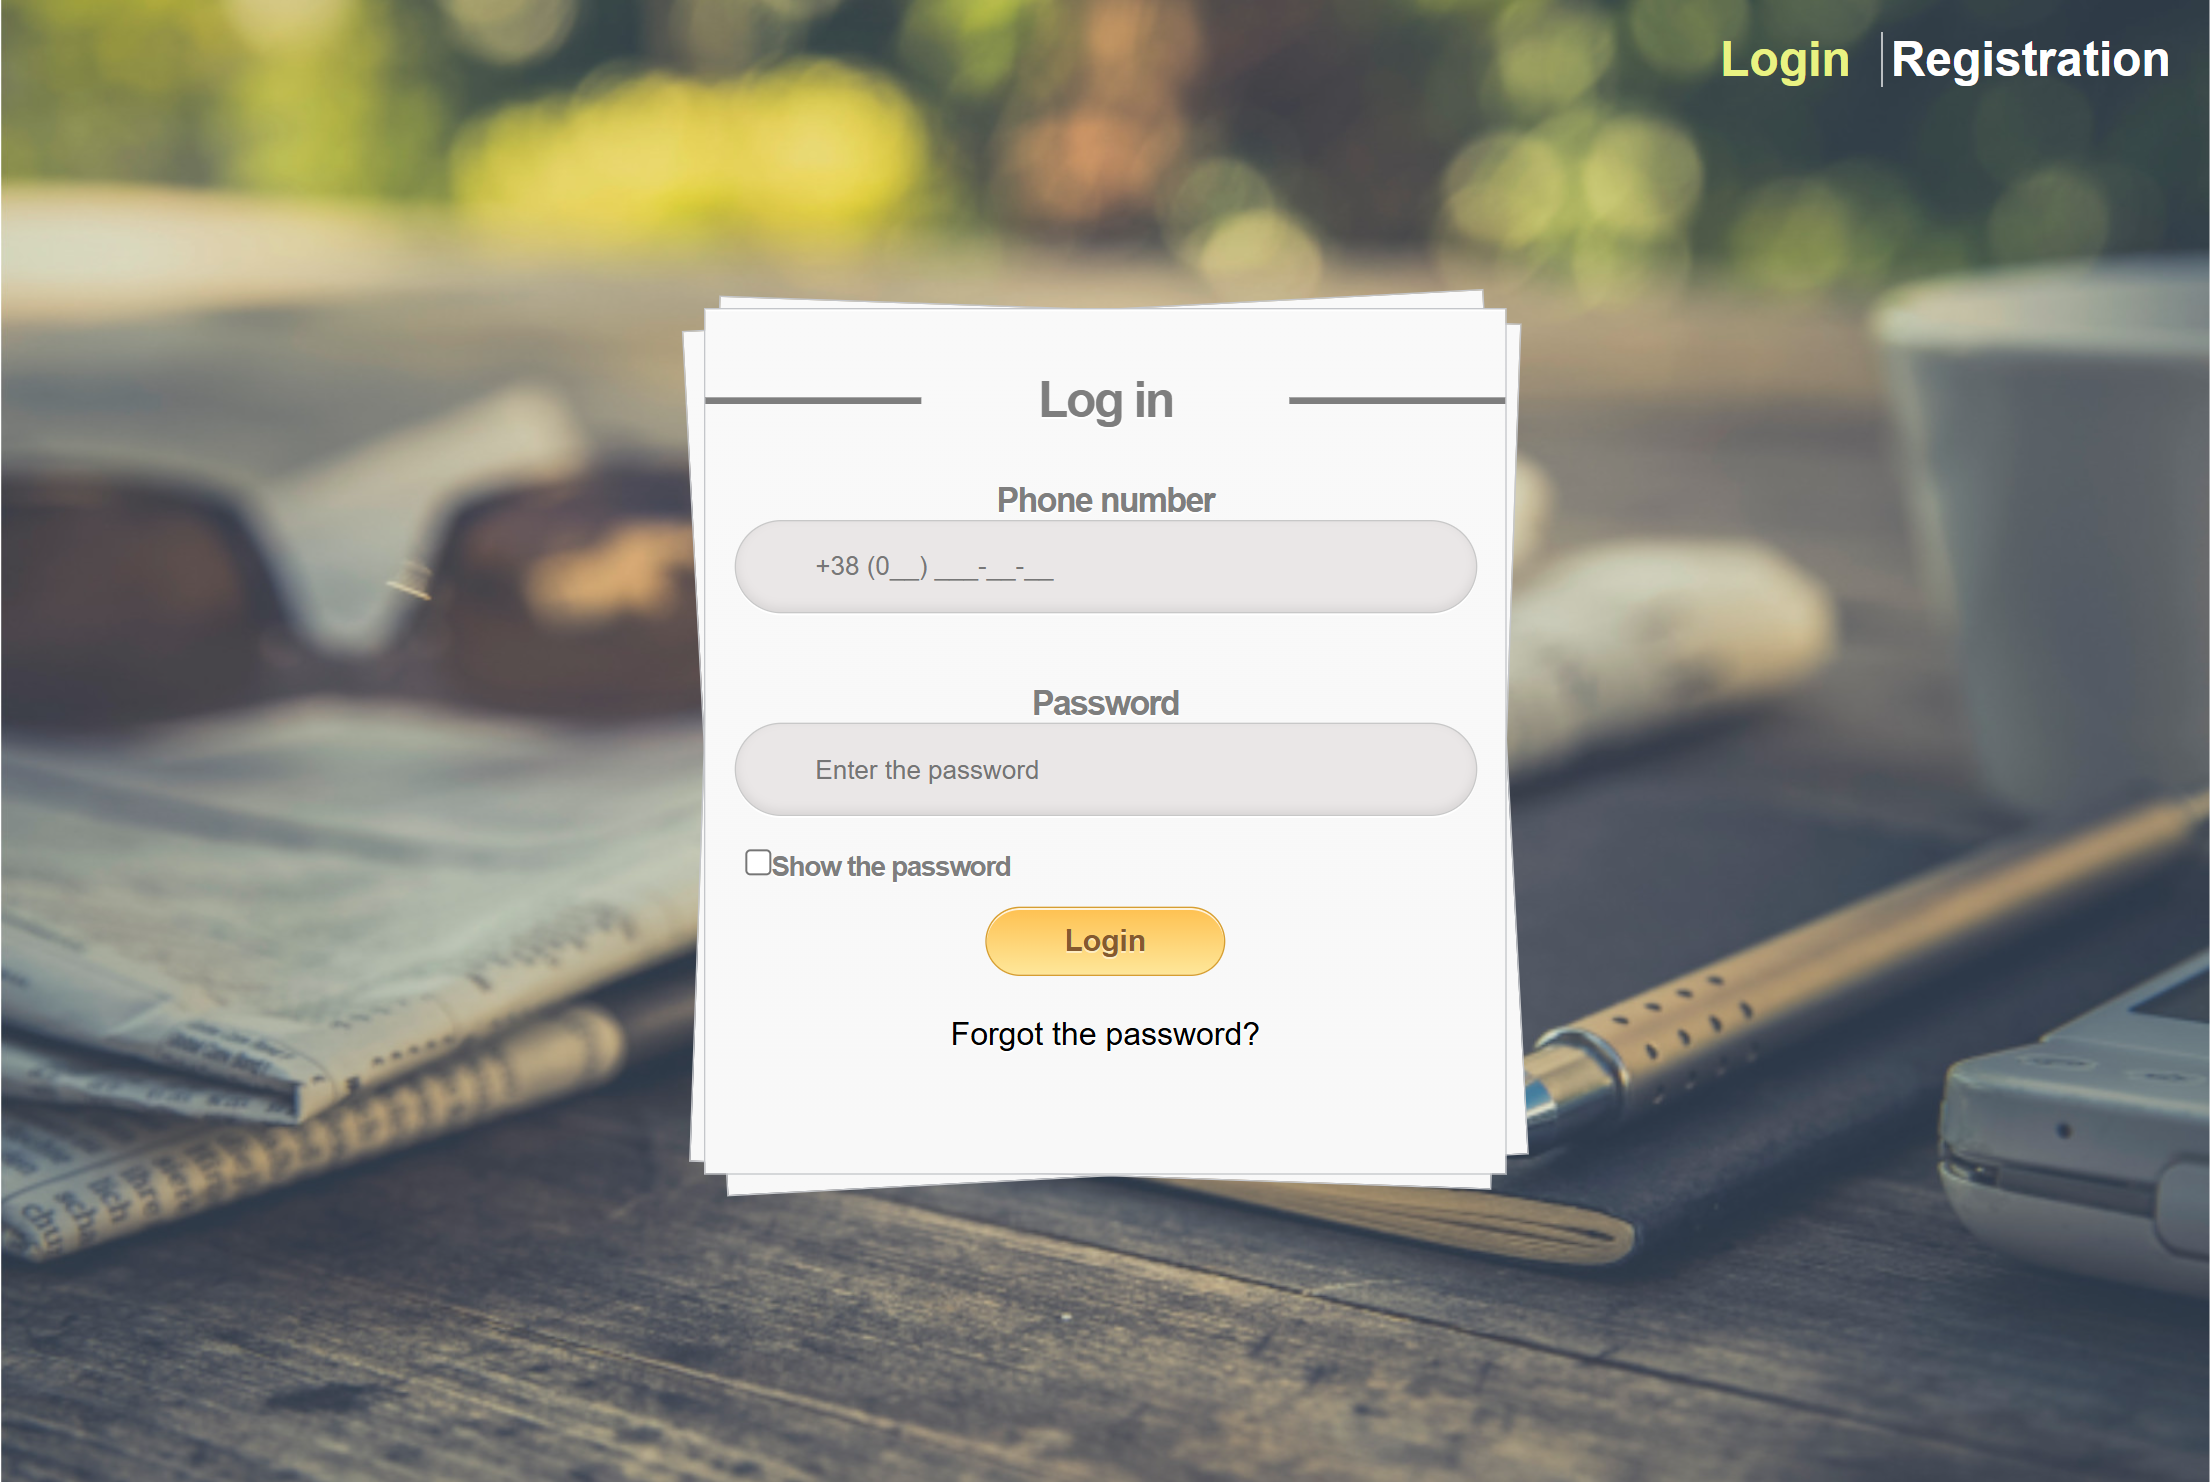 Login Registration
Log in
Phone number
+38 (0__) ___-__-__
Password
Enter the password
Show the password
Login
Forgot the password?